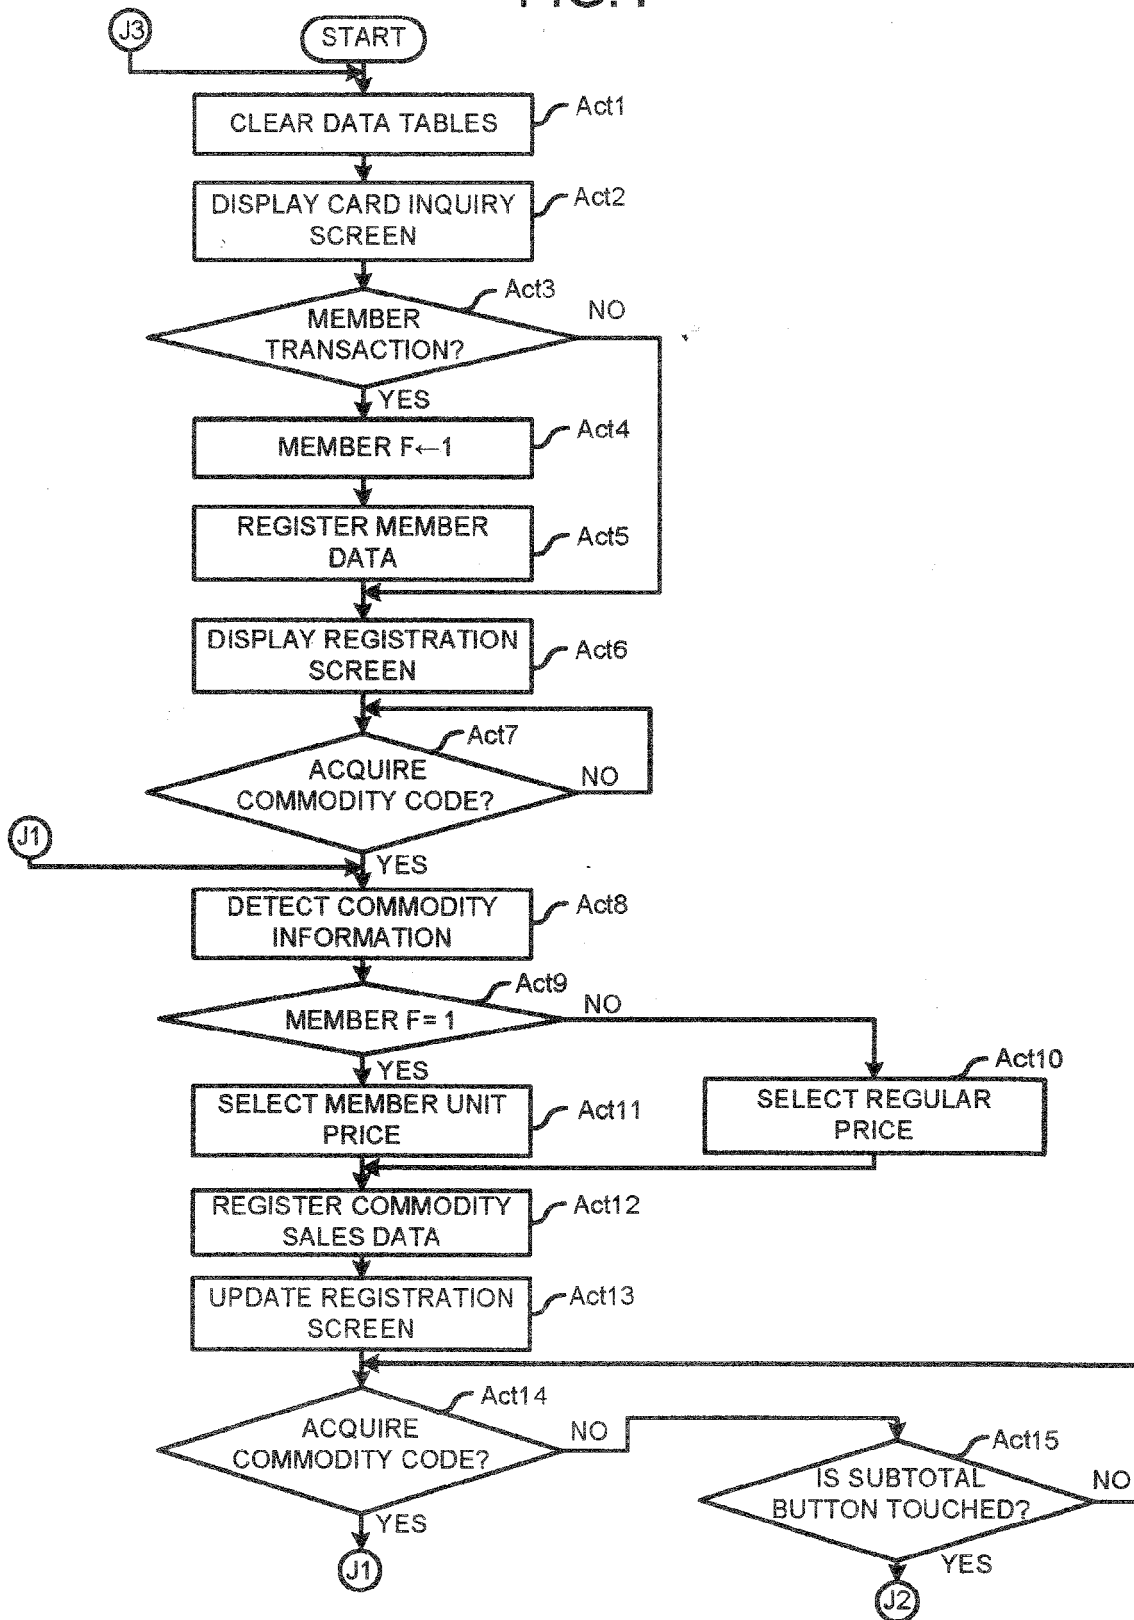 J3
START
CLEAR DATA TABLES
Act1
DISPLAY CARD INQUIRY
SCREEN
Act2
MEMBER
TRANSACTION?
Act3
NO
YES
MEMBER F←1
Act4
REGISTER MEMBER
DATA
Act5
DISPLAY REGISTRATION
SCREEN
Act6
ACQUIRE
COMMODITY CODE?
Act7
NO
J1
YES
DETECT COMMODITY
INFORMATION
Act8
MEMBER F= 1
Act9
NO
YES
SELECT MEMBER UNIT
PRICE
Act11
SELECT REGULAR
PRICE
Act10
REGISTER COMMODITY
SALES DATA
Act12
UPDATE REGISTRATION
SCREEN
Act13
ACQUIRE
COMMODITY CODE?
Act14
NO
IS SUBTOTAL
BUTTON TOUCHED?
Act15
NO
YES
J1
YES
J2